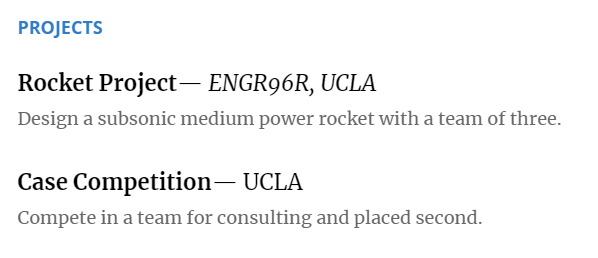 PROJECTS
Rocket Project— ENGR96R, UCLA
Design a subsonic medium power rocket with a team of three.
Case Competition— UCLA
Compete in a team for consulting and placed second.